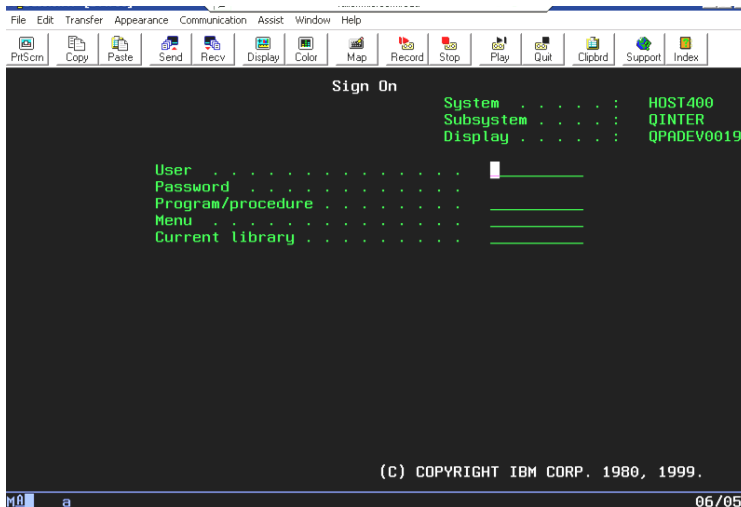 File Edit Transfer Appearance Communication Assist Window Help
PrtScrn Copy Paste Send Recv Display Color Map Record Stop Play Quit Clipbrd Support Index
Sign On
System . . . . . : HOST400
Subsystem . . . . : QINTER
Display . . . . . : QPADEV0019
User . . . . . . . . . . . . . .
Password . . . . . . . . . . . .
Program/procedure . . . . . . . .
Menu . . . . . . . . . . . . . .
Current library . . . . . . . . .
(C) COPYRIGHT IBM CORP. 1980, 1999.
MA a 06/05